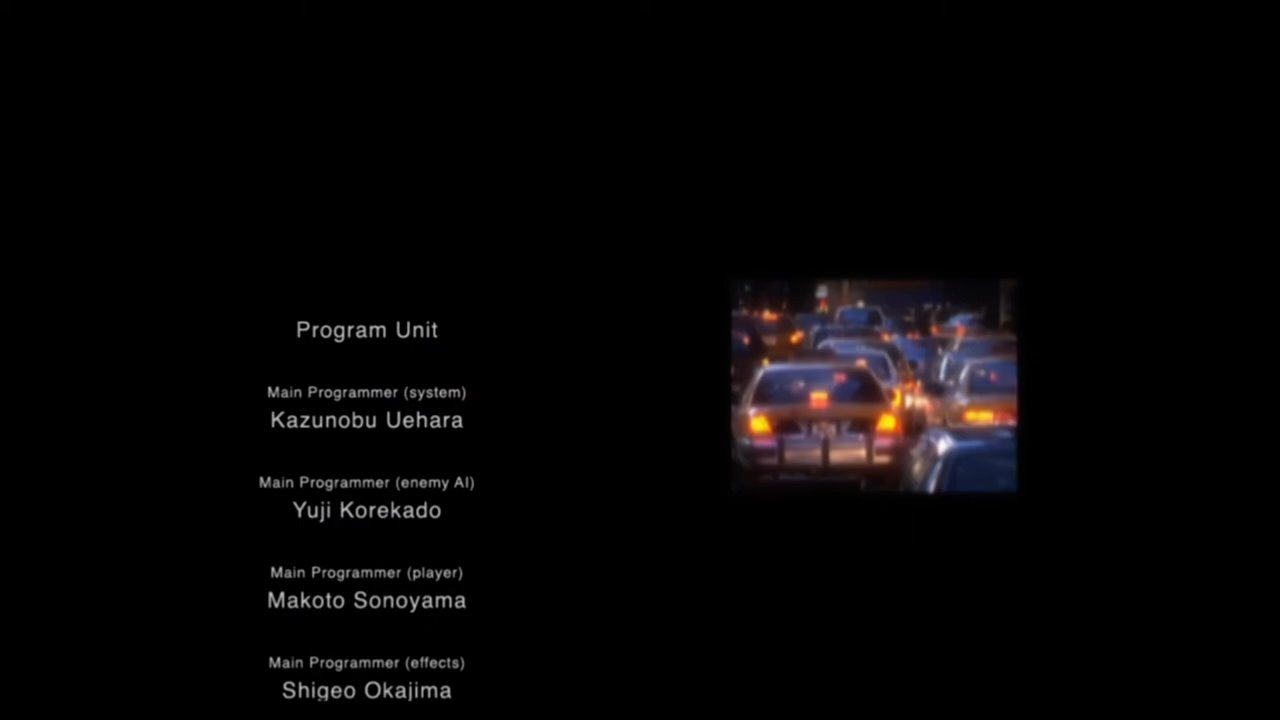 Program Unit
Main Programmer (system)
Kazunobu Uehara
Main Programmer (enemy AI)
Yuji Korekado
Main Programmer (player)
Makoto Sonoyama
Main Programmer (effects)
Shigeo Okajima